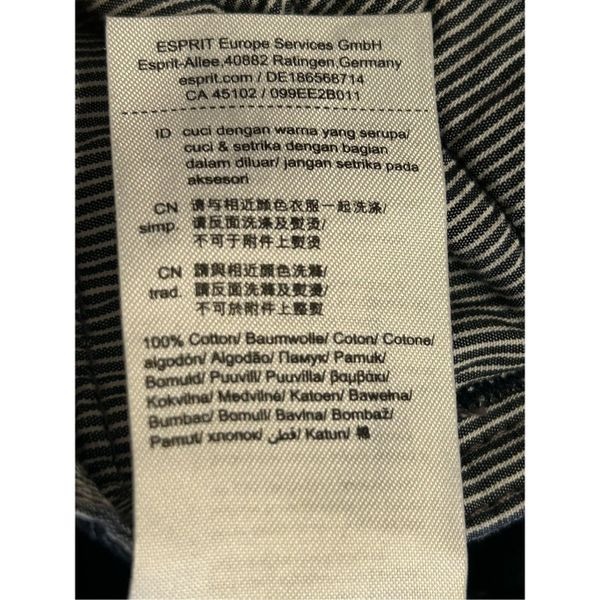 ESPRIT Europe Services GmbH
Esprit-Allee,40882 Ratingen,Germany
esprit.com / DE186568714
CA 45102 / 099EE2B011
ID cuci dengan warna yang serupa/
cuci & setrika dengan bagian
dalam diluar/ jangan setrika pada
aksesori
CN 请与相近颜色衣服一起洗涤/
simp. 请反面洗涤及熨烫/
不可于附件上熨烫
CN 請與相近顏色洗滌/
trad. 請反面洗滌及熨燙/
不可於附件上整熨
100% Cotton/ Baumwolle/ Coton/ Cotone/
algodón/ Algodão/ Памук/ Pamuk/
Bomuld/ Puuvill/ Puuvilla/ βαμβάκι/
Kokvilna/ Medvilnė/ Katoen/ Bawełna/
Bumbac/ Bomull/ Bavlna/ Bombaž/
Pamut/ хлопок/ قطن/ Katun/ 棉